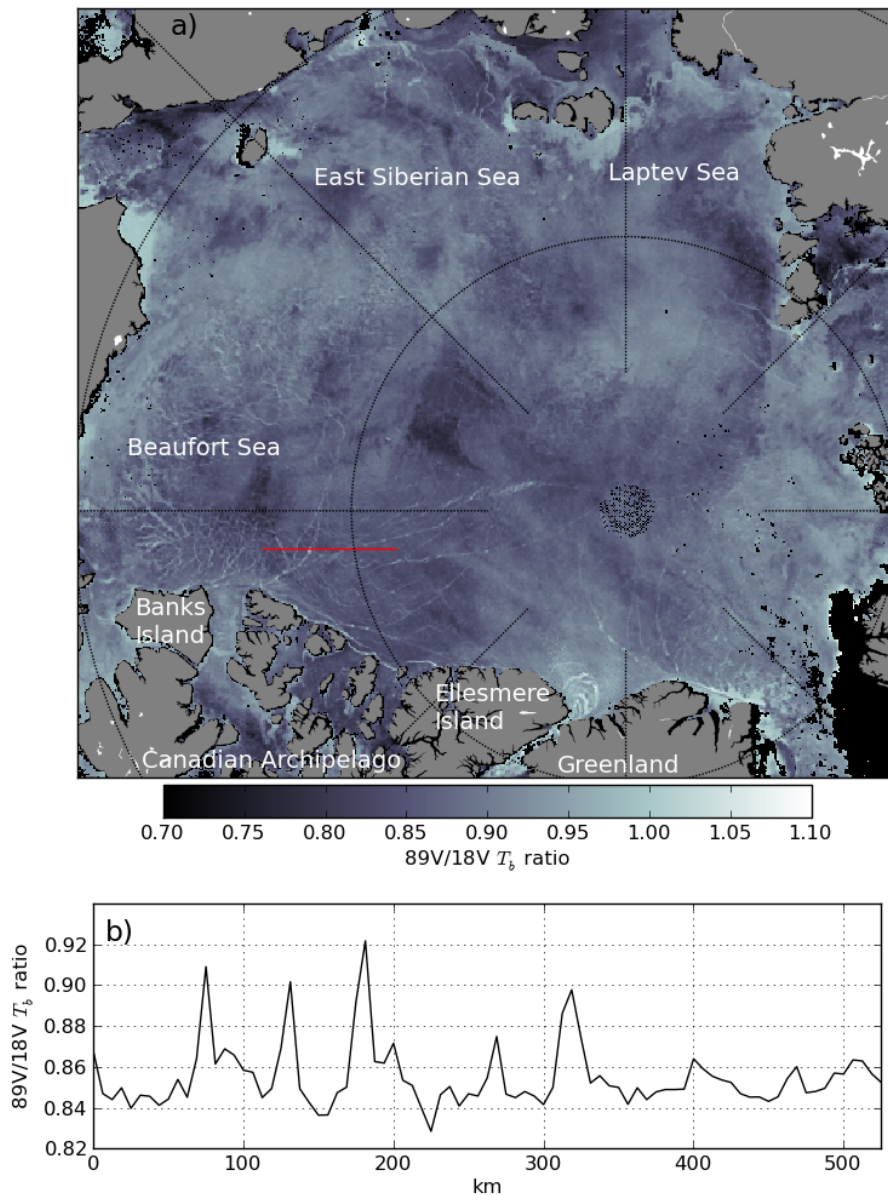 a)
East Siberian Sea
Laptev Sea
Beaufort Sea
Banks
Island
Ellesmere
Island
Canadian Archipelago
Greenland
0.70 0.75 0.80 0.85 0.90 0.95 1.00 1.05 1.10
89V/18V T_b ratio
b)
89V/18V T_b ratio
0.92
0.90
0.88
0.86
0.84
0.82
0 100 200 300 400 500
km